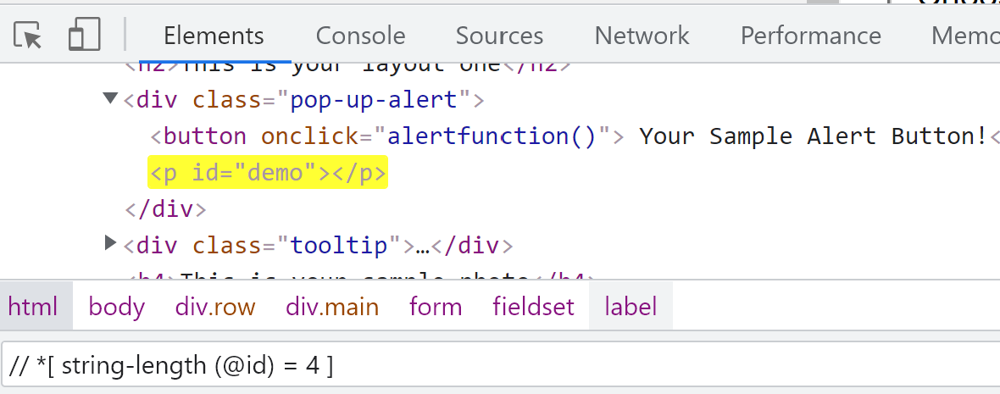 Elements Console Sources Network Performance Memo
<h2>This is your layout one</h2>
▼<div class="pop-up-alert">
<button onclick="alertfunction()"> Your Sample Alert Button!<
<p id="demo"></p>
</div>
▶<div class="tooltip">…</div>
<h4>This is your sample photo</h4>
html body div.row div.main form fieldset label
// *[ string-length (@id) = 4 ]